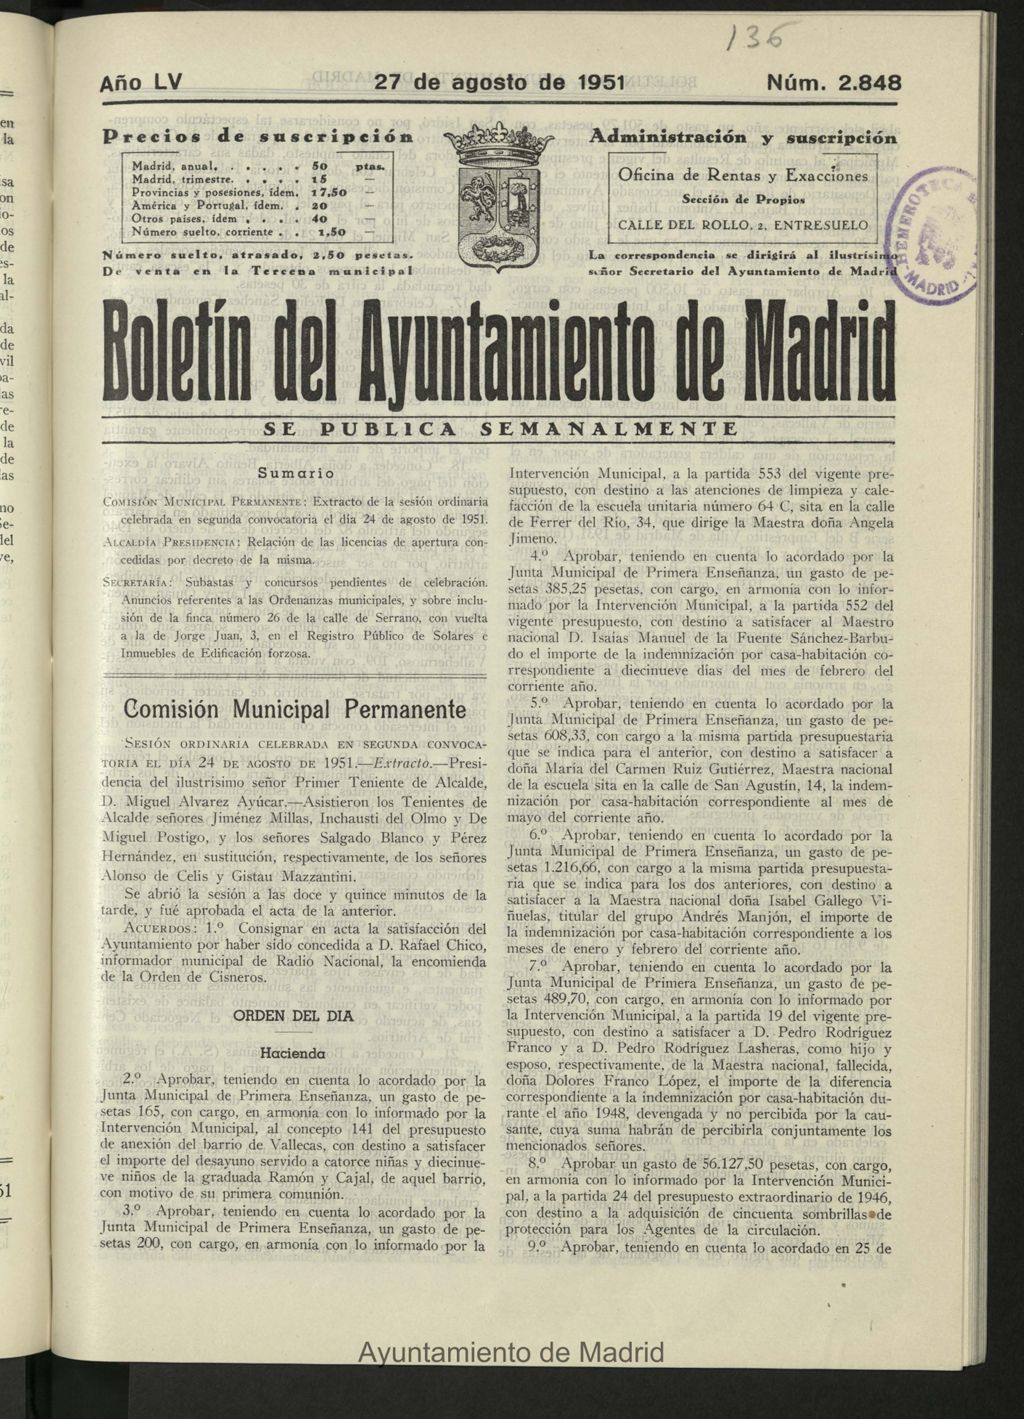 136
Año LV
27 de agosto de 1951
Núm. 2.848
Precios de suscripción
Madrid, anual. . . . . . 50 ptas.
Madrid, trimestre. . . . . 15 —
Provincias y posesiones, ídem. 17,50 —
América y Portugal, ídem. . 20 —
Otros países, ídem . . . . 40 —
Número suelto, corriente . . 1,50 —
Número suelto, atrasado, 2,50 pesetas.
De venta en la Tercena municipal
Administración y suscripción
Oficina de Rentas y Exacciones
Sección de Propios
CALLE DEL ROLLO, 2, ENTRESUELO
La correspondencia se dirigirá al ilustrísimo
señor Secretario del Ayuntamiento de Madrid
HEMEROTECA
MADRID
Boletín del Ayuntamiento de Madrid
SE PUBLICA SEMANALMENTE
Sumario
COMISIÓN MUNICIPAL PERMANENTE: Extracto de la sesión ordinaria
celebrada en segunda convocatoria el día 24 de agosto de 1951.
ALCALDÍA PRESIDENCIA: Relación de las licencias de apertura con-
cedidas por decreto de la misma.
SECRETARÍA: Subastas y concursos pendientes de celebración.
Anuncios referentes a las Ordenanzas municipales, y sobre inclu-
sión de la finca número 26 de la calle de Serrano, con vuelta
a la de Jorge Juan, 3, en el Registro Público de Solares e
Inmuebles de Edificación forzosa.
Comisión Municipal Permanente
SESIÓN ORDINARIA CELEBRADA EN SEGUNDA CONVOCA-
TORIA EL DÍA 24 DE AGOSTO DE 1951.—Extracto.—Presi-
dencia del ilustrísimo señor Primer Teniente de Alcalde,
D. Miguel Alvarez Ayúcar.—Asistieron los Tenientes de
Alcalde señores Jiménez Millas, Inchausti del Olmo y De
Miguel Postigo, y los señores Salgado Blanco y Pérez
Hernández, en sustitución, respectivamente, de los señores
Alonso de Celis y Gistau Mazzantini.
Se abrió la sesión a las doce y quince minutos de la
tarde, y fué aprobada el acta de la anterior.
ACUERDOS: 1.º Consignar en acta la satisfacción del
Ayuntamiento por haber sido concedida a D. Rafael Chico,
informador municipal de Radio Nacional, la encomienda
de la Orden de Cisneros.
ORDEN DEL DIA
Hacienda
2.º Aprobar, teniendo en cuenta lo acordado por la
Junta Municipal de Primera Enseñanza, un gasto de pe-
setas 165, con cargo, en armonía con lo informado por la
Intervención Municipal, al concepto 141 del presupuesto
de anexión del barrio de Vallecas, con destino a satisfacer
el importe del desayuno servido a catorce niñas y diecinue-
ve niños de la graduada Ramón y Cajal, de aquel barrio,
con motivo de su primera comunión.
3.º Aprobar, teniendo en cuenta lo acordado por la
Junta Municipal de Primera Enseñanza, un gasto de pe-
setas 200, con cargo, en armonía con lo informado por la
Intervención Municipal, a la partida 553 del vigente pre-
supuesto, con destino a las atenciones de limpieza y cale-
facción de la escuela unitaria número 64 C, sita en la calle
de Ferrer del Río, 34, que dirige la Maestra doña Angela
Jimeno.
4.º Aprobar, teniendo en cuenta lo acordado por la
Junta Municipal de Primera Enseñanza, un gasto de pe-
setas 385,25 pesetas, con cargo, en armonía con lo infor-
mado por la Intervención Municipal, a la partida 552 del
vigente presupuesto, con destino a satisfacer al Maestro
nacional D. Isaías Manuel de la Fuente Sánchez-Barbu-
do el importe de la indemnización por casa-habitación co-
rrespondiente a diecinueve días del mes de febrero del
corriente año.
5.º Aprobar, teniendo en cuenta lo acordado por la
Junta Municipal de Primera Enseñanza, un gasto de pe-
setas 608,33, con cargo a la misma partida presupuestaria
que se indica para el anterior, con destino a satisfacer a
doña María del Carmen Ruiz Gutiérrez, Maestra nacional
de la escuela sita en la calle de San Agustín, 14, la indem-
nización por casa-habitación correspondiente al mes de
mayo del corriente año.
6.º Aprobar, teniendo en cuenta lo acordado por la
Junta Municipal de Primera Enseñanza, un gasto de pe-
setas 1.216,66, con cargo a la misma partida presupuesta-
ria que se indica para los dos anteriores, con destino a
satisfacer a la Maestra nacional doña Isabel Gallego Vi-
ñuelas, titular del grupo Andrés Manjón, el importe de
la indemnización por casa-habitación correspondiente a los
meses de enero y febrero del corriente año.
7.º Aprobar, teniendo en cuenta lo acordado por la
Junta Municipal de Primera Enseñanza, un gasto de pe-
setas 489,70, con cargo, en armonía con lo informado por
la Intervención Municipal, a la partida 19 del vigente pre-
supuesto, con destino a satisfacer a D. Pedro Rodríguez
Franco y a D. Pedro Rodríguez Lasheras, como hijo y
esposo, respectivamente, de la Maestra nacional, fallecida,
doña Dolores Franco López, el importe de la diferencia
correspondiente a la indemnización por casa-habitación du-
rante el año 1948, devengada y no percibida por la cau-
sante, cuya suma habrán de percibirla conjuntamente los
mencionados señores.
8.º Aprobar un gasto de 56.127,50 pesetas, con cargo,
en armonía con lo informado por la Intervención Munici-
pal, a la partida 24 del presupuesto extraordinario de 1946,
con destino a la adquisición de cincuenta sombrillas de
protección para los Agentes de la circulación.
9.º Aprobar, teniendo en cuenta lo acordado en 25 de
Ayuntamiento de Madrid